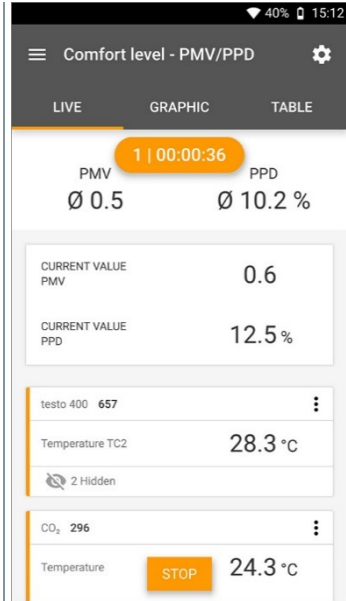 40% 15:12
Comfort level - PMV/PPD
LIVE GRAPHIC TABLE
1 | 00:00:36
PMV PPD
Ø 0.5 Ø 10.2 %
CURRENT VALUE
PMV
0.6
CURRENT VALUE
PPD
12.5 %
testo 400 657
Temperature TC2 28.3 °C
2 Hidden
CO₂ 296
Temperature STOP 24.3 °C